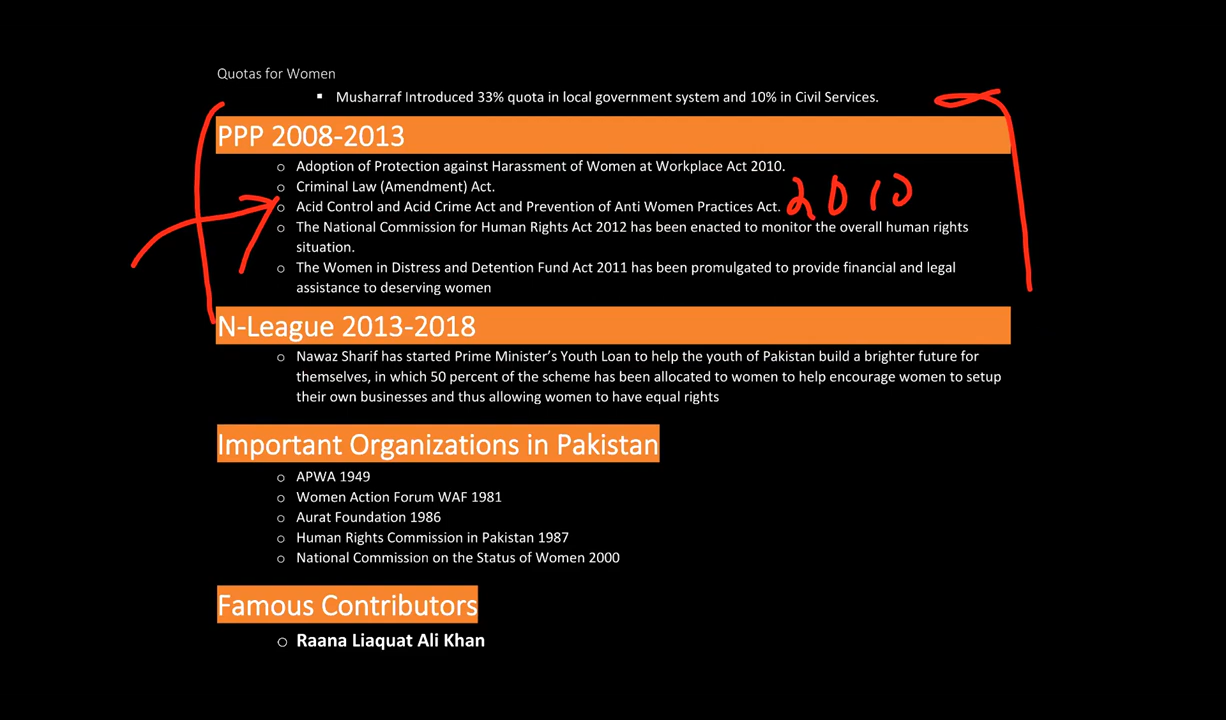 Quotas for Women
▪ Musharraf Introduced 33% quota in local government system and 10% in Civil Services.
PPP 2008-2013
o Adoption of Protection against Harassment of Women at Workplace Act 2010.
o Criminal Law (Amendment) Act.
o Acid Control and Acid Crime Act and Prevention of Anti Women Practices Act. 2010
o The National Commission for Human Rights Act 2012 has been enacted to monitor the overall human rights
situation.
o The Women in Distress and Detention Fund Act 2011 has been promulgated to provide financial and legal
assistance to deserving women
N-League 2013-2018
o Nawaz Sharif has started Prime Minister's Youth Loan to help the youth of Pakistan build a brighter future for
themselves, in which 50 percent of the scheme has been allocated to women to help encourage women to setup
their own businesses and thus allowing women to have equal rights
Important Organizations in Pakistan
o APWA 1949
o Women Action Forum WAF 1981
o Aurat Foundation 1986
o Human Rights Commission in Pakistan 1987
o National Commission on the Status of Women 2000
Famous Contributors
o Raana Liaquat Ali Khan